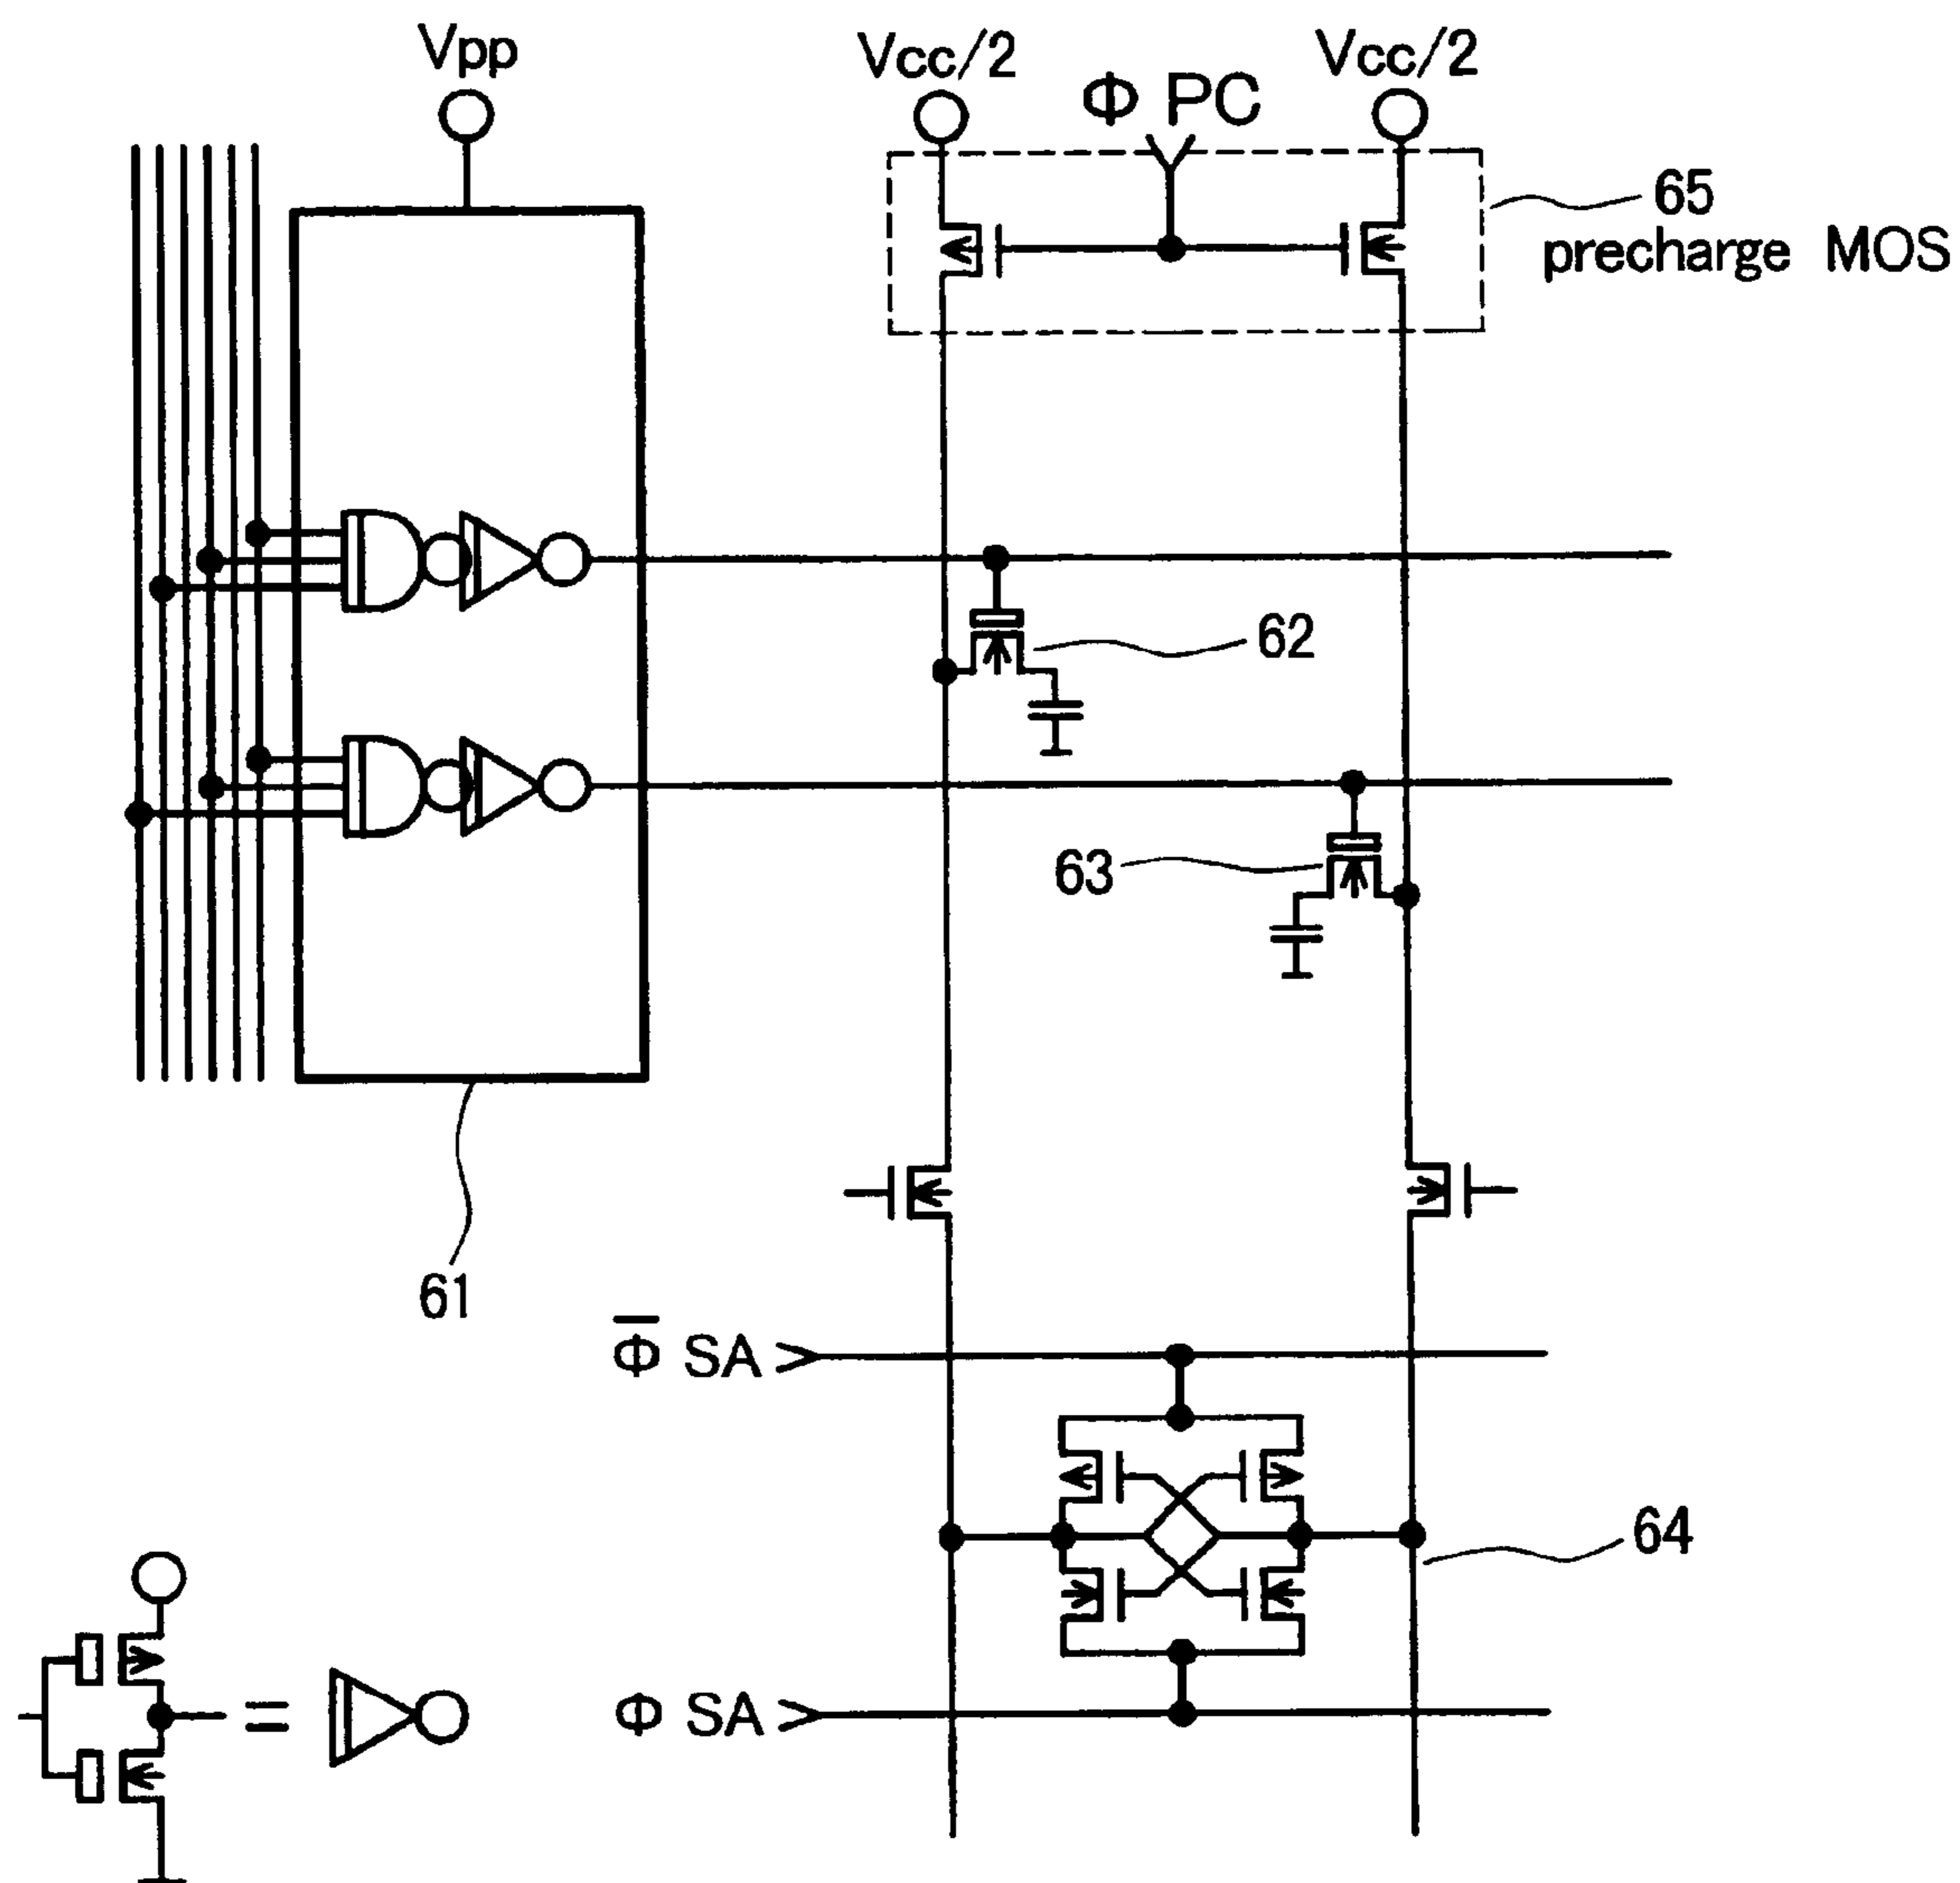 Vpp
Vcc/2
Vcc/2
Φ PC
65
precharge MOS
62
63
61
Φ̅ SA
64
=
Φ SA